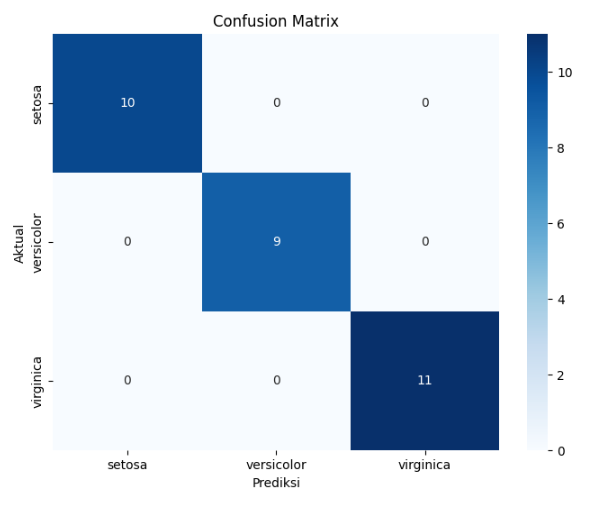 Confusion Matrix
setosa
10 0 0
versicolor
0 9 0
virginica
0 0 11
Aktual
setosa versicolor virginica
Prediksi
10
8
6
4
2
0